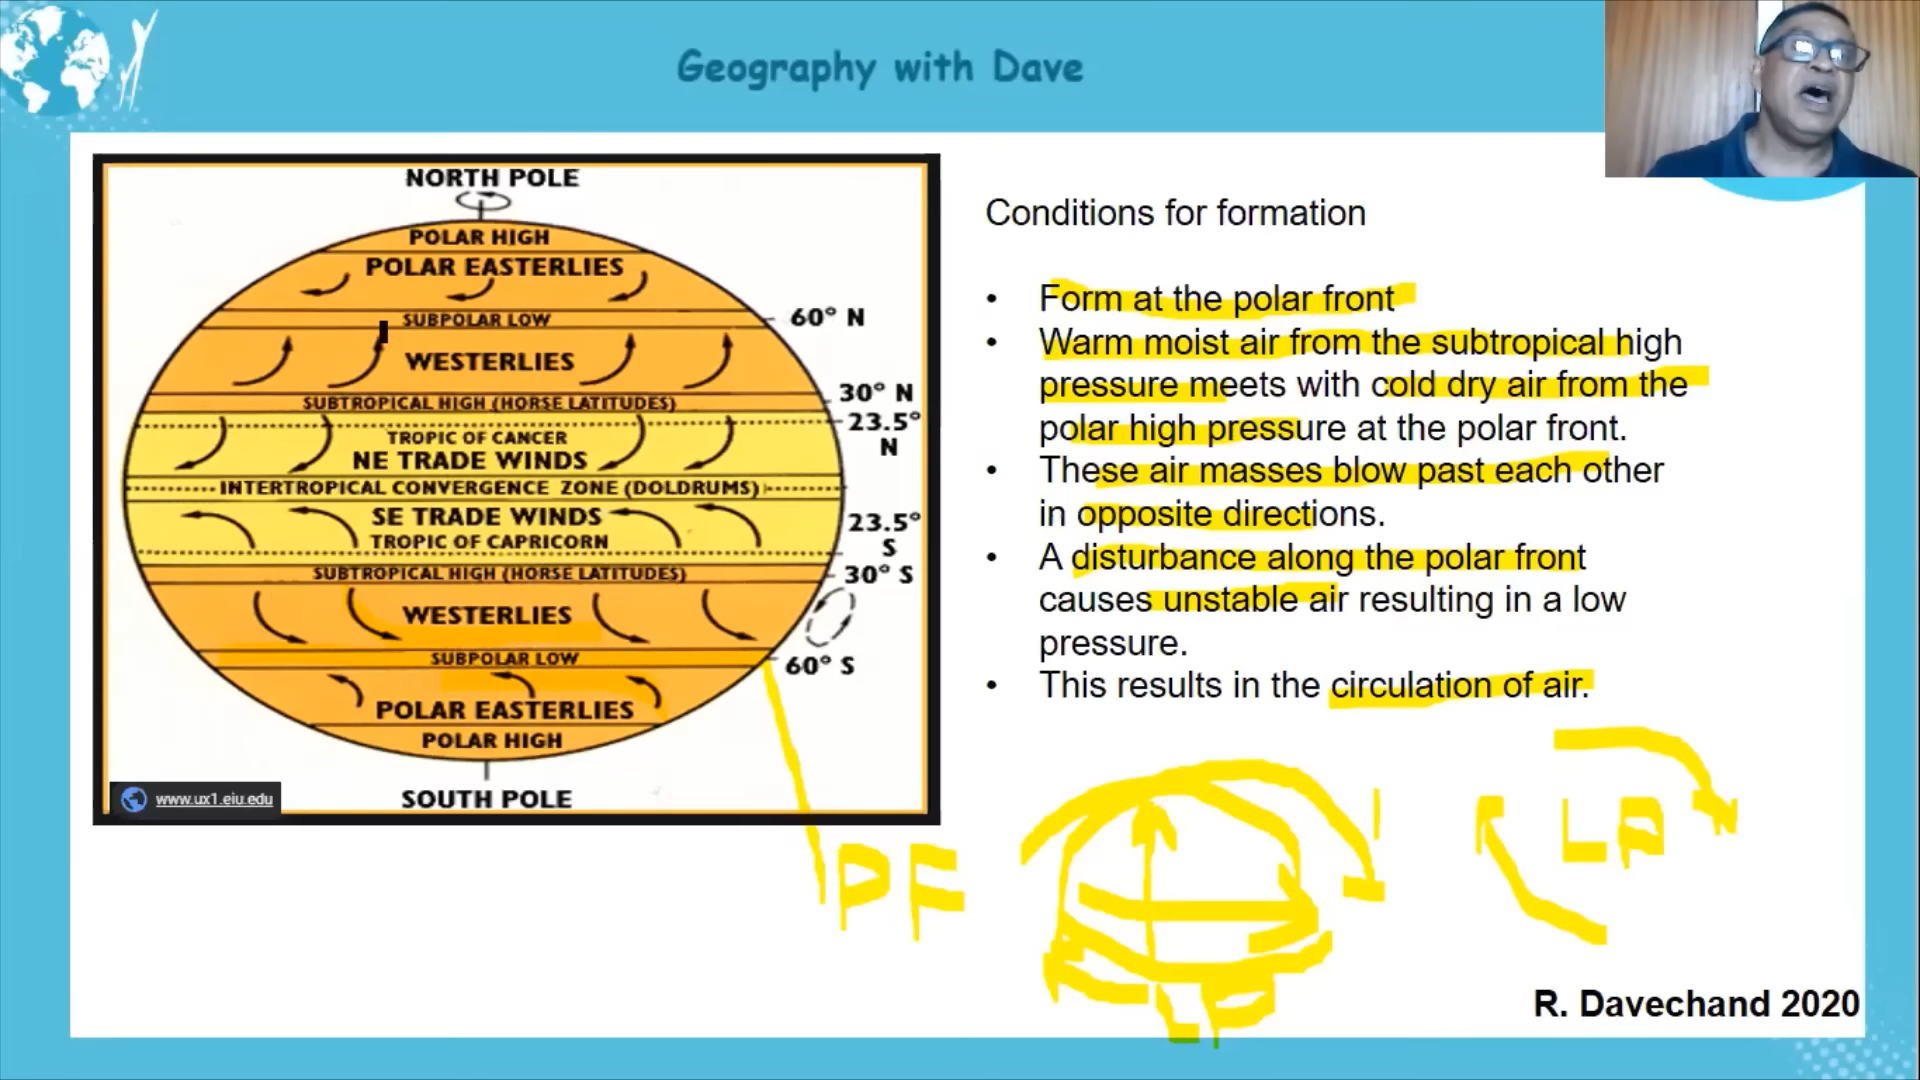 Geography with Dave
NORTH POLE
POLAR HIGH
POLAR EASTERLIES
SUBPOLAR LOW
60° N
WESTERLIES
30° N
SUBTROPICAL HIGH (HORSE LATITUDES)
23.5°
N
TROPIC OF CANCER
NE TRADE WINDS
INTERTROPICAL CONVERGENCE ZONE (DOLDRUMS)
SE TRADE WINDS
23.5°
S
TROPIC OF CAPRICORN
SUBTROPICAL HIGH (HORSE LATITUDES)
30° S
WESTERLIES
SUBPOLAR LOW
60° S
POLAR EASTERLIES
POLAR HIGH
SOUTH POLE
www.ux1.eiu.edu
Conditions for formation
• Form at the polar front
• Warm moist air from the subtropical high
pressure meets with cold dry air from the
polar high pressure at the polar front.
• These air masses blow past each other
in opposite directions.
• A disturbance along the polar front
causes unstable air resulting in a low
pressure.
• This results in the circulation of air.
PF
LP
LP
R. Davechand 2020